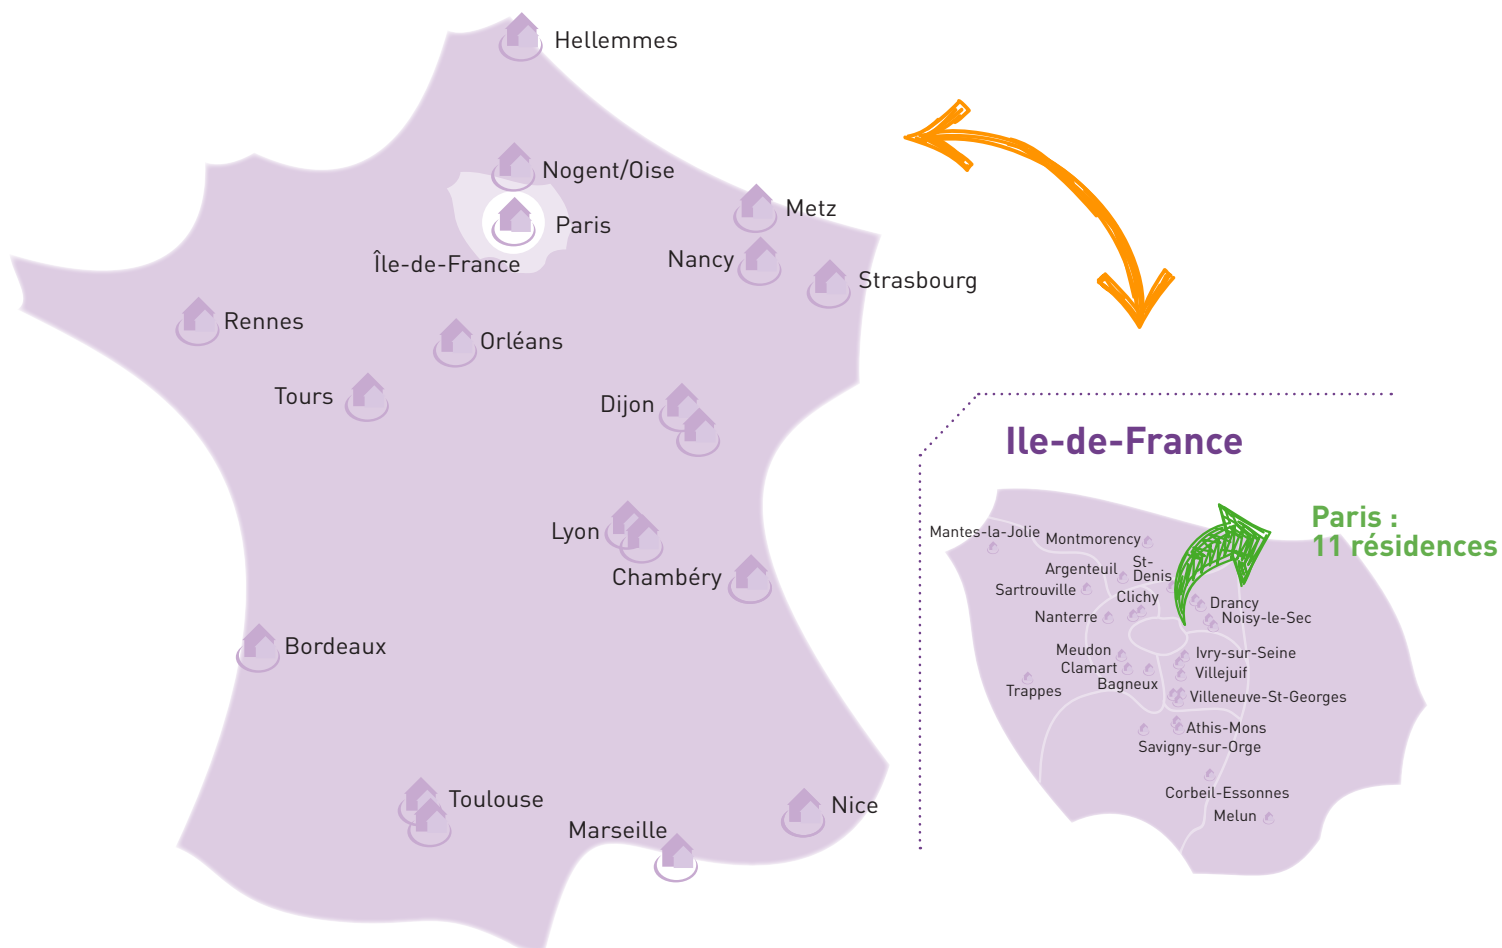 Hellemmes
Nogent/Oise
Metz
Paris
Nancy
Île-de-France
Strasbourg
Rennes
Orléans
Tours
Dijon
Lyon
Chambéry
Bordeaux
Toulouse
Nice
Marseille
Ile-de-France
Paris :
11 résidences
Mantes-la-Jolie
Montmorency
Argenteuil
St-
Denis
Sartrouville
Clichy
Drancy
Nanterre
Noisy-le-Sec
Meudon
Ivry-sur-Seine
Clamart
Villejuif
Bagneux
Trappes
Villeneuve-St-Georges
Athis-Mons
Savigny-sur-Orge
Corbeil-Essonnes
Melun